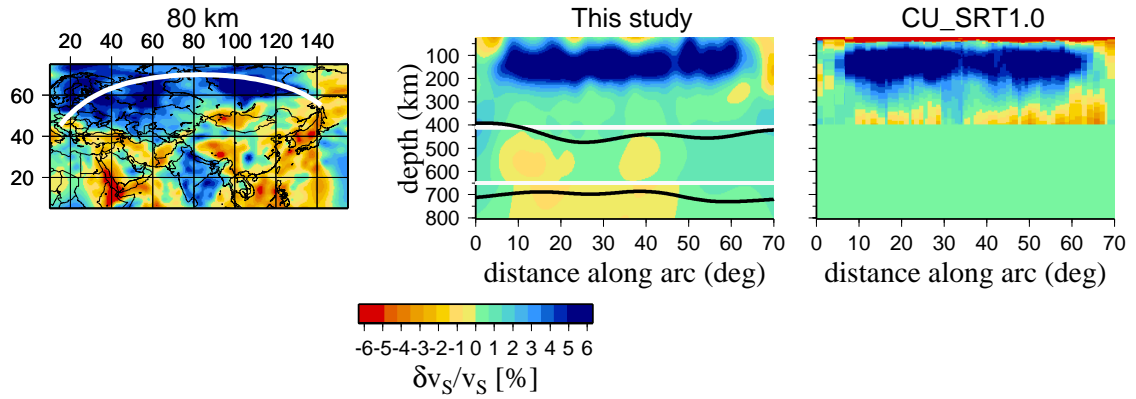 80 km
20 40 60 80 100 120 140
60
40
20
This study
depth (km)
100
200
300
400
500
600
700
800
0 10 20 30 40 50 60 70
distance along arc (deg)
CU_SRT1.0
0 10 20 30 40 50 60 70
distance along arc (deg)
-6 -5 -4 -3 -2 -1 0 1 2 3 4 5 6
δvS/vS [%]